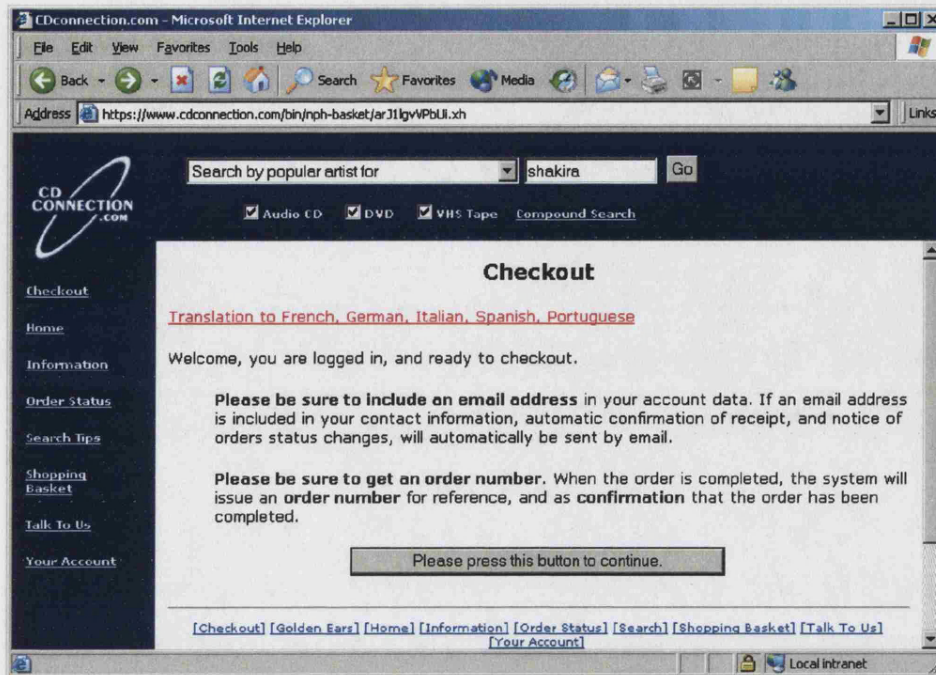 CDconnection.com - Microsoft Internet Explorer
File Edit View Favorites Tools Help
Back Search Favorites Media
Address https://www.cdconnection.com/bin/nph-basket/ Links
Search by popular artist for shakira Go
CD
CONNECTION
.COM
Audio CD DVD VHS Tape Compound Search
Checkout
Home
Information
Order Status
Search Tips
Shopping
Basket
Talk To Us
Your Account
Checkout
Translation to French, German, Italian, Spanish, Portuguese
Welcome, you are logged in, and ready to checkout.
Please be sure to include an email address in your account data. If an email address
is included in your contact information, automatic confirmation of receipt, and notice of
orders status changes, will automatically be sent by email.
Please be sure to get an order number. When the order is completed, the system will
issue an order number for reference, and as confirmation that the order has been
completed.
Please press this button to continue.
[Checkout] [Golden Ears] [Home] [Information] [Order Status] [Search] [Shopping Basket] [Talk To Us]
[Your Account]
Local intranet